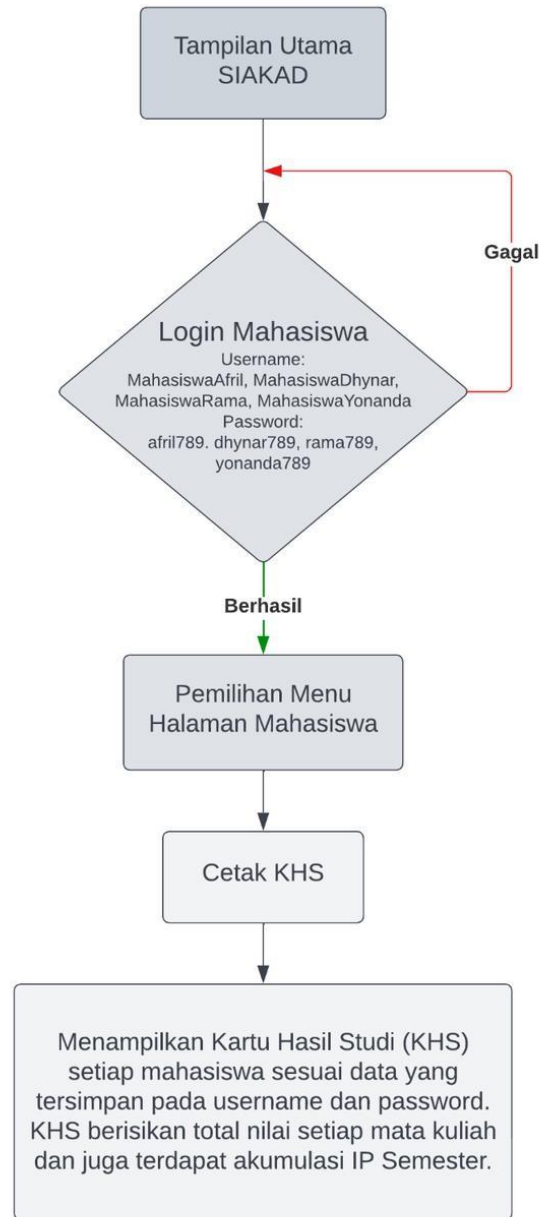 Tampilan Utama
SIAKAD
Gagal
Login Mahasiswa
Username:
MahasiswaAfril, MahasiswaDhynar,
MahasiswaRama, MahasiswaYonanda
Password:
afril789. dhynar789, rama789,
yonanda789
Berhasil
Pemilihan Menu
Halaman Mahasiswa
Cetak KHS
Menampilkan Kartu Hasil Studi (KHS)
setiap mahasiswa sesuai data yang
tersimpan pada username dan password.
KHS berisikan total nilai setiap mata kuliah
dan juga terdapat akumulasi IP Semester.